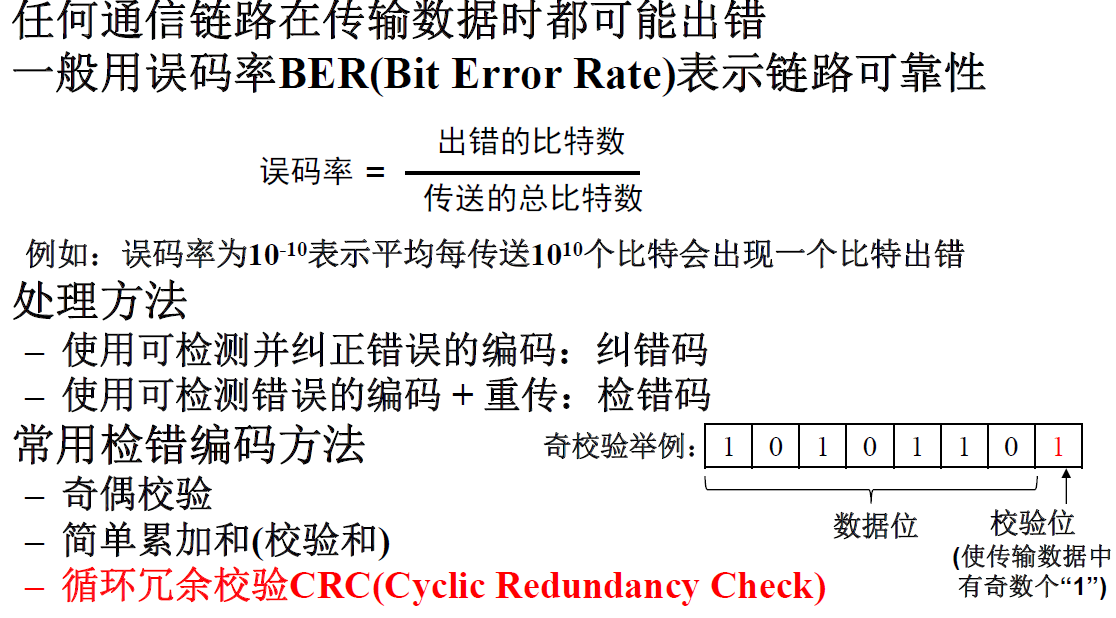 任何通信链路在传输数据时都可能出错
一般用误码率BER(Bit Error Rate)表示链路可靠性
误码率 = 出错的比特数
传送的总比特数
例如：误码率为10-10表示平均每传送1010个比特会出现一个比特出错
处理方法
– 使用可检测并纠正错误的编码：纠错码
– 使用可检测错误的编码 + 重传：检错码
常用检错编码方法
奇校验举例: 1 0 1 0 1 1 0 1
– 奇偶校验
– 简单累加和(校验和)
– 循环冗余校验CRC(Cyclic Redundancy Check)
数据位
校验位
(使传输数据中
有奇数个“1”)